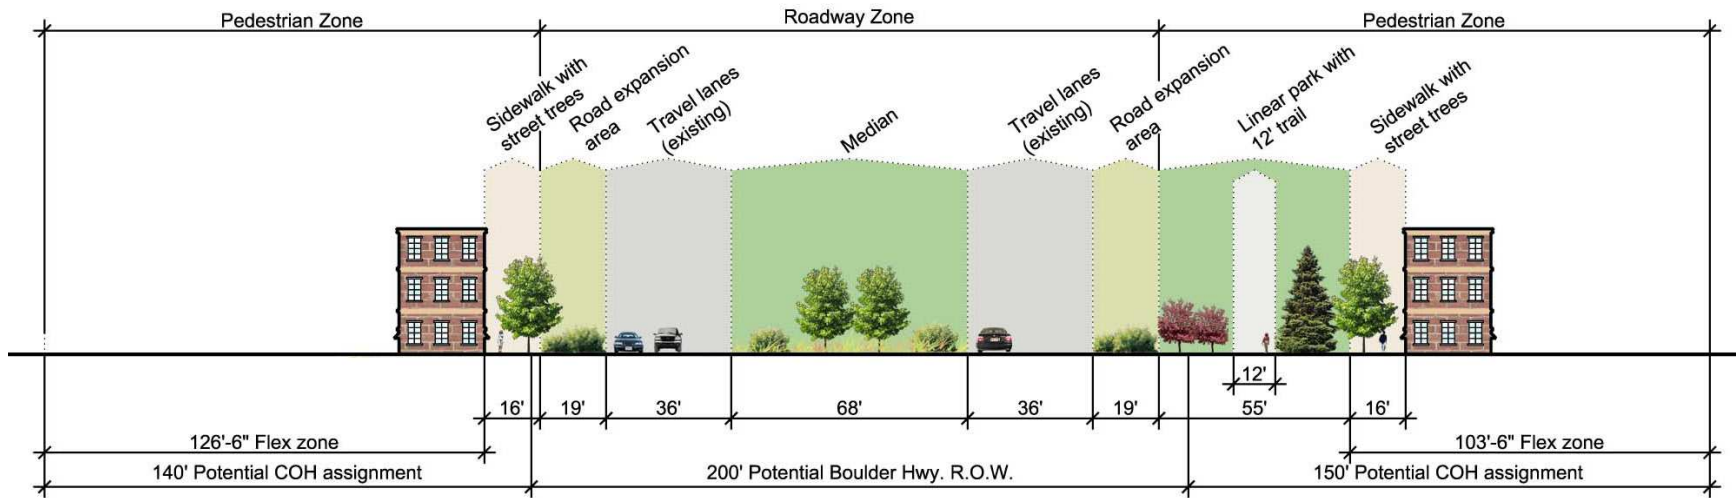 Pedestrian Zone
Roadway Zone
Pedestrian Zone
Sidewalk with
street trees
Road expansion
area
Travel lanes
(existing)
Median
Travel lanes
(existing)
Road expansion
area
Linear park with
12' trail
Sidewalk with
street trees
12'
16'
19'
36'
68'
36'
19'
55'
16'
126'-6" Flex zone
103'-6" Flex zone
140' Potential COH assignment
200' Potential Boulder Hwy. R.O.W.
150' Potential COH assignment